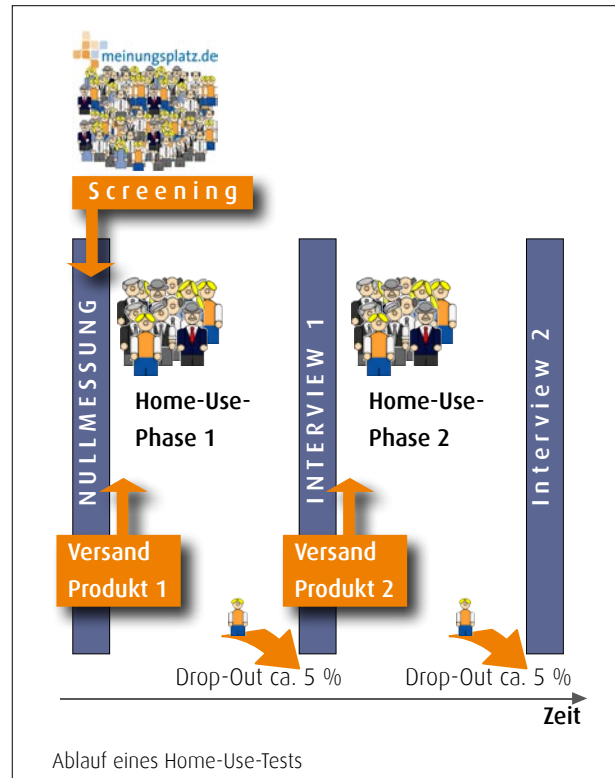 meinungsplatz.de
Screening
NULLMESSUNG
Home-Use-
Phase 1
INTERVIEW 1
Home-Use-
Phase 2
Interview 2
Versand
Produkt 1
Versand
Produkt 2
Drop-Out ca. 5 %
Drop-Out ca. 5 %
Zeit
Ablauf eines Home-Use-Tests